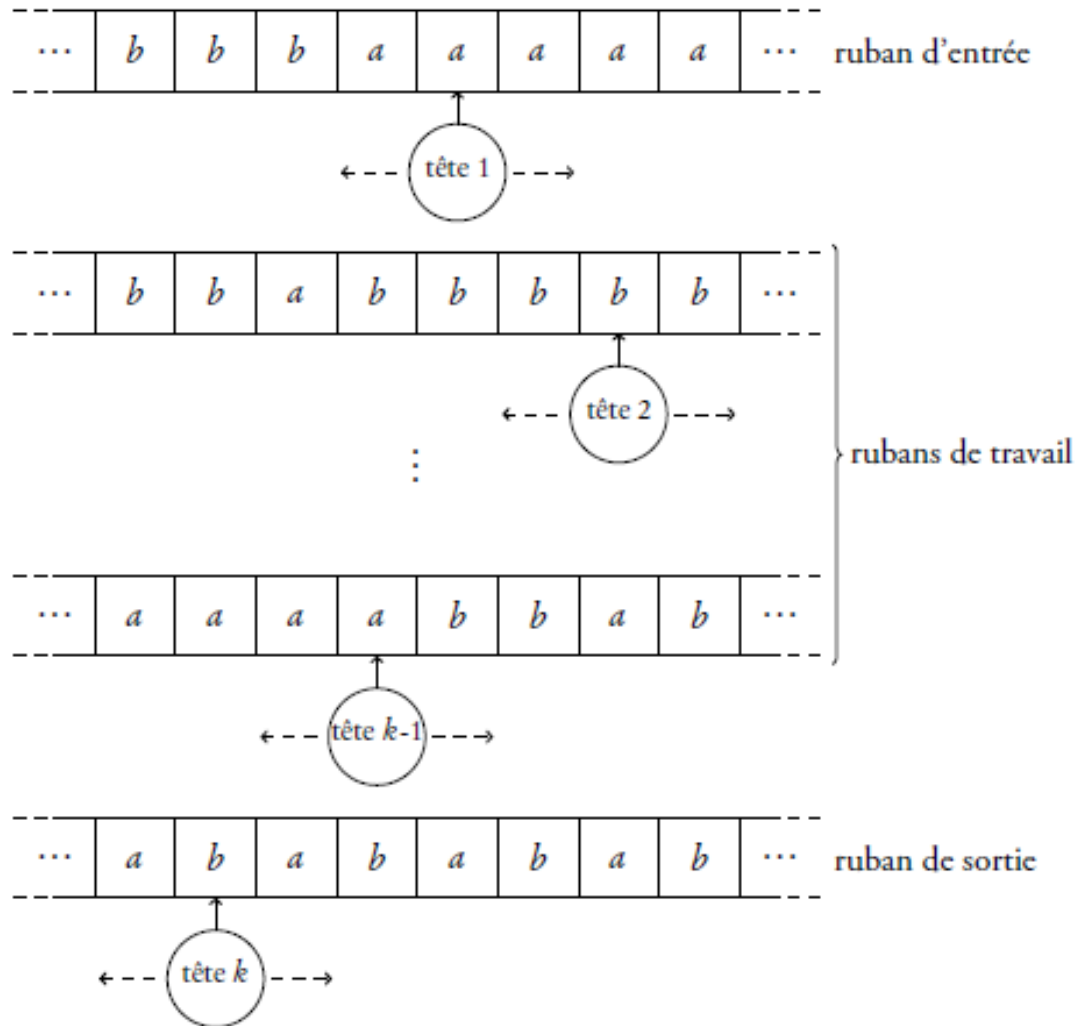 ··· b b b a a a a a ··· ruban d'entrée
tête 1
··· b b a b b b b b ···
tête 2
⋮
rubans de travail
··· a a a a b b a b ···
tête k-1
··· a b a b a b a b ··· ruban de sortie
tête k